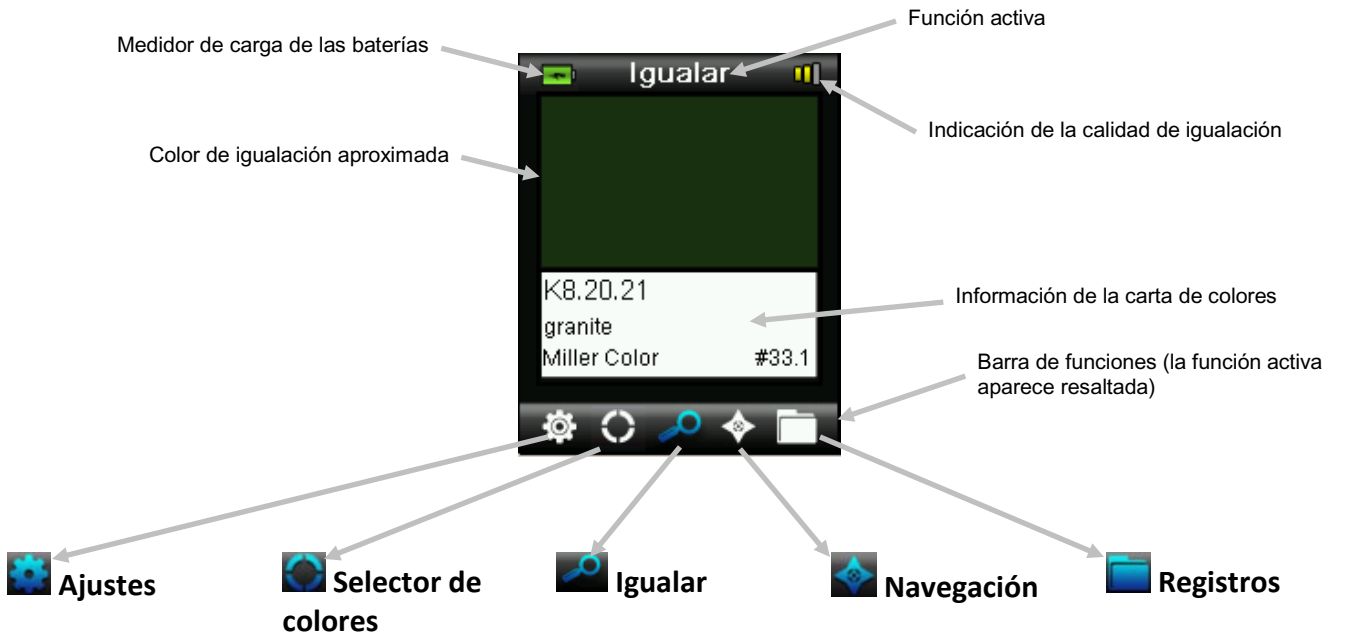 Función activa
Medidor de carga de las baterías
Igualar
Indicación de la calidad de igualación
Color de igualación aproximada
K8.20.21
granite
Miller Color #33.1
Información de la carta de colores
Barra de funciones (la función activa
aparece resaltada)
Ajustes
Selector de
colores
Igualar
Navegación
Registros